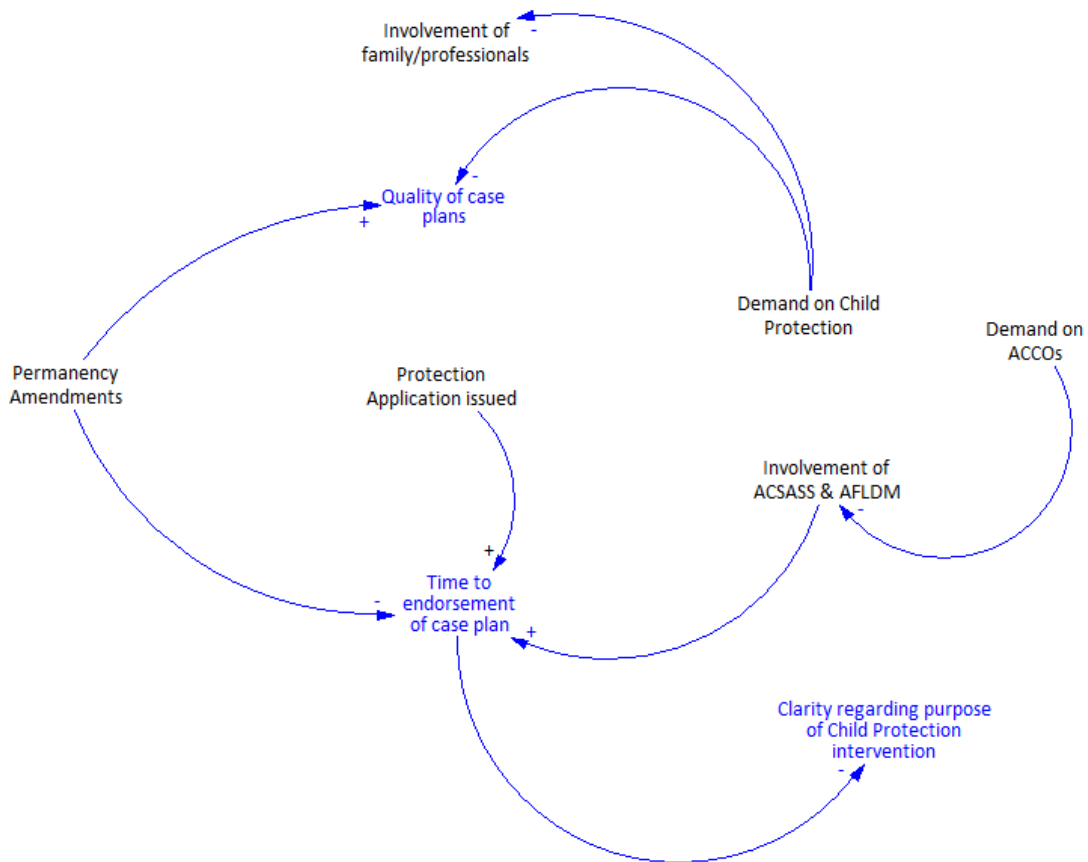 Involvement of
family/professionals
-
-
Quality of case
plans
+
Demand on Child
Protection
Demand on
ACCOs
Permanency
Amendments
Protection
Application issued
Involvement of
ACSASS & AFLDM
-
+
Time to
endorsement
of case plan
-
+
Clarity regarding purpose
of Child Protection
intervention
-